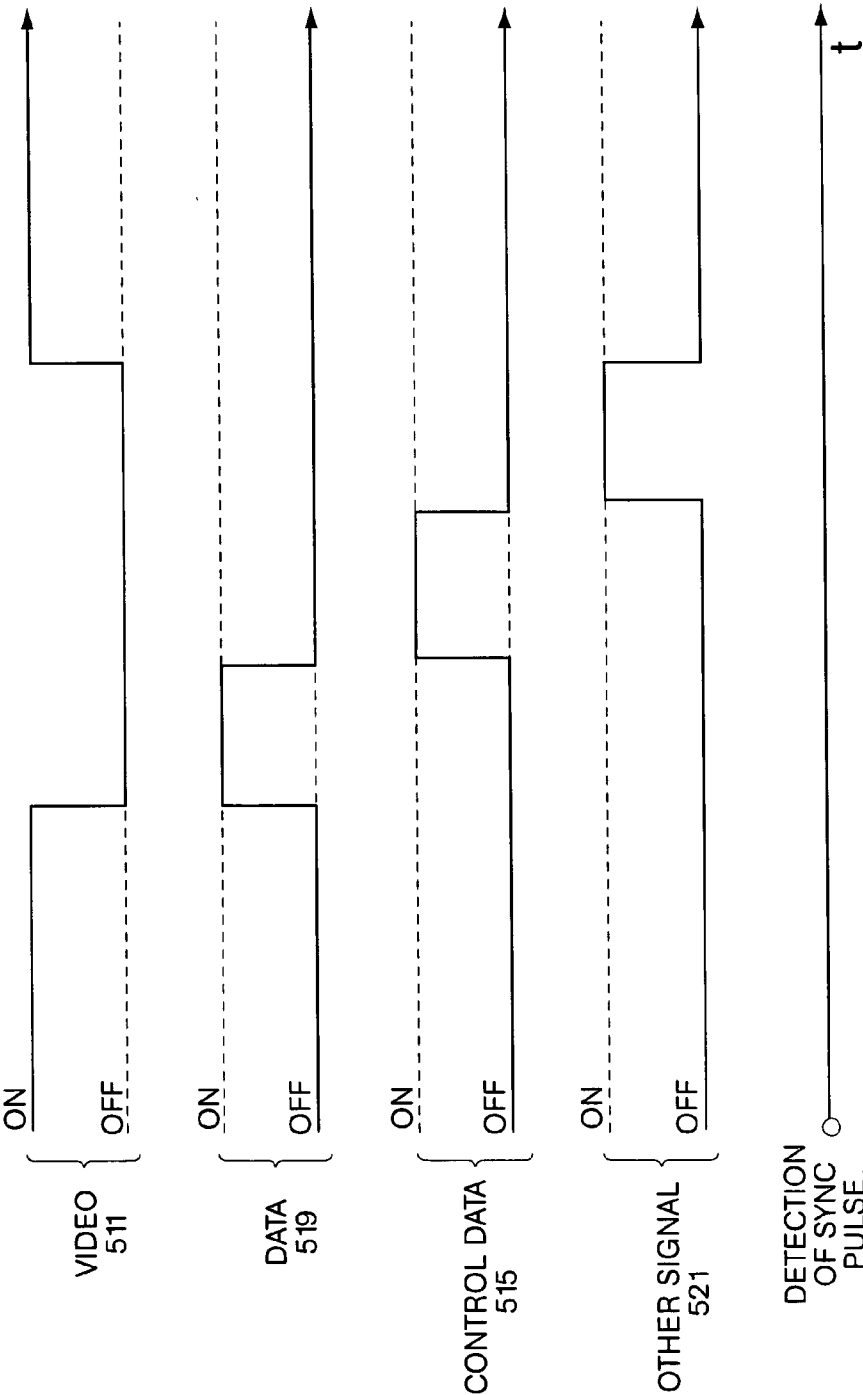 ON
OFF
VIDEO
511
ON
OFF
DATA
519
ON
OFF
CONTROL DATA
515
ON
OFF
OTHER SIGNAL
521
DETECTION
OF SYNC
PULSE.
t